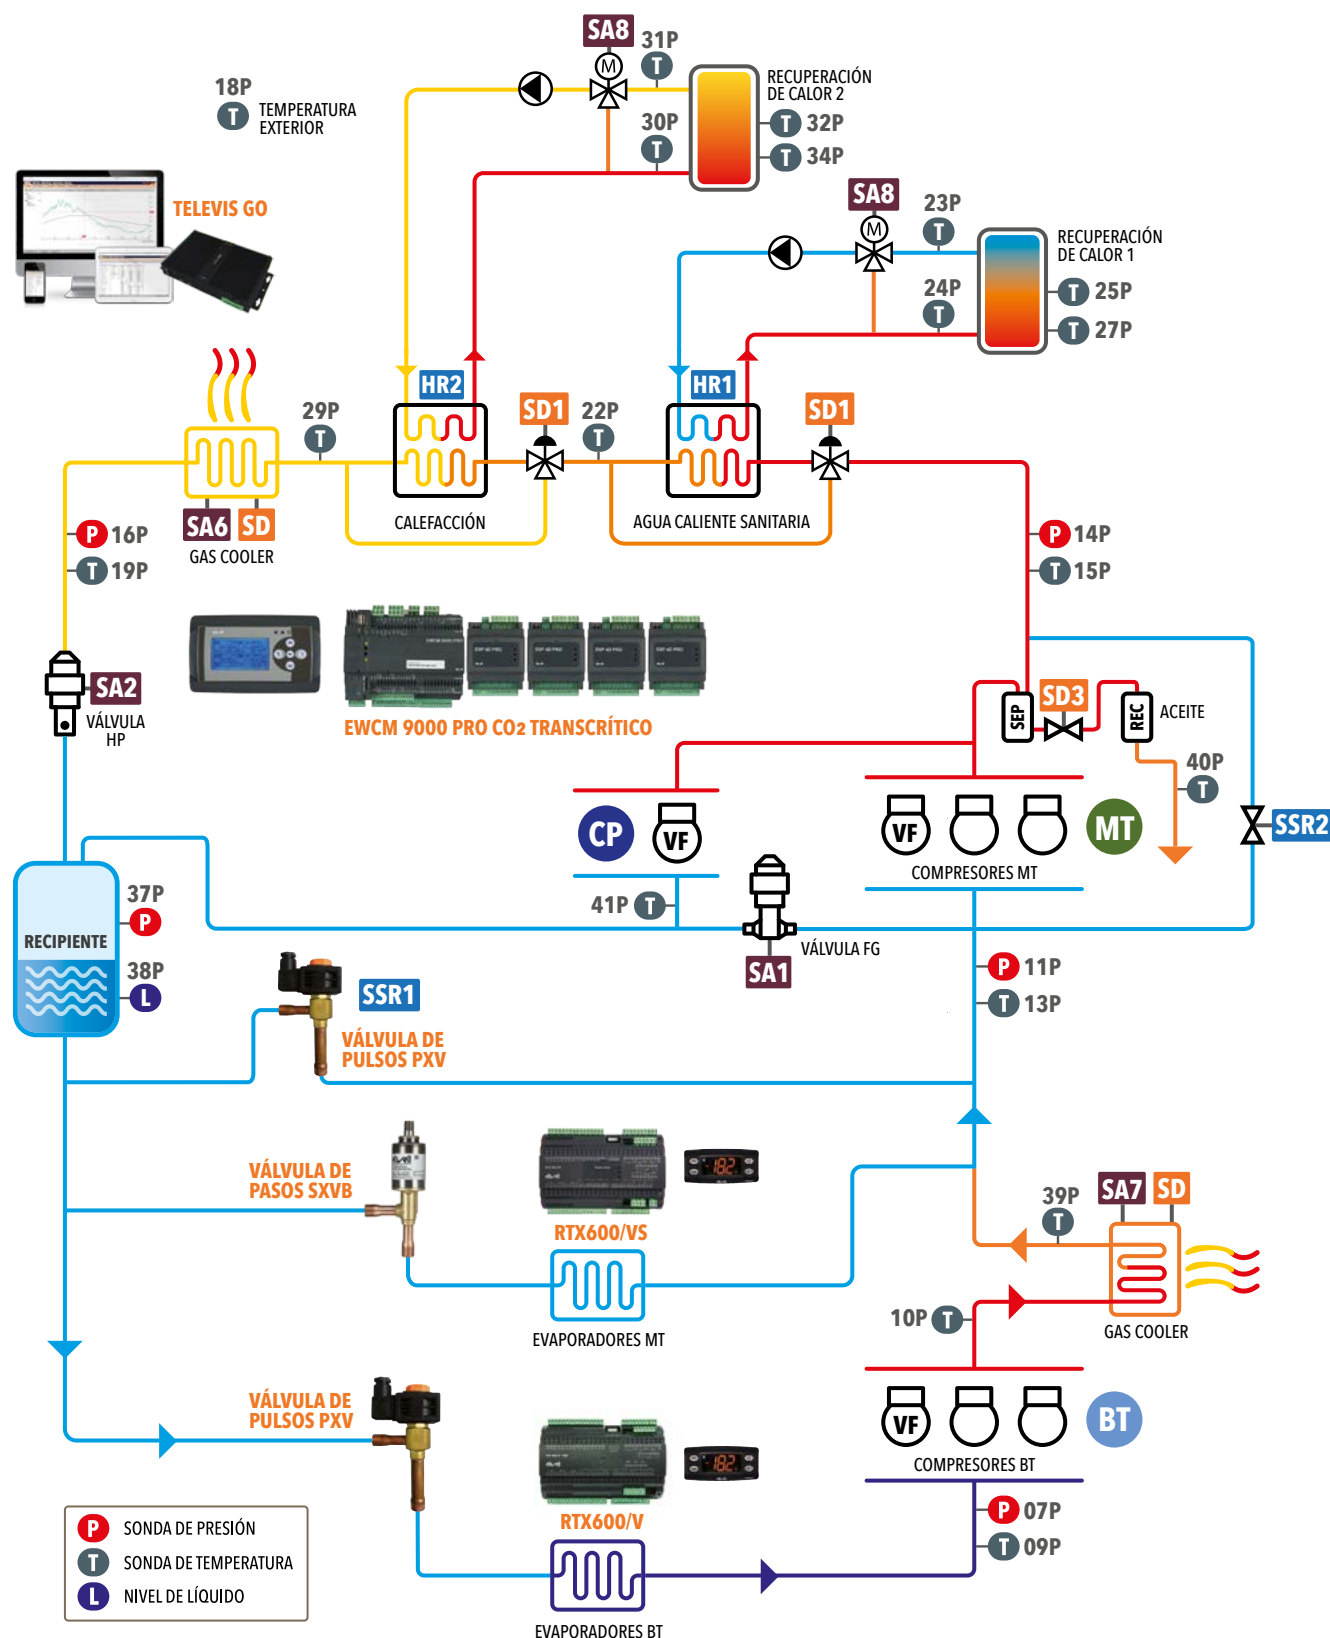 SA8
31P
M
T
RECUPERACIÓN
DE CALOR 2
18P
T
TEMPERATURA
EXTERIOR
30P
T
T 32P
T 34P
TELEVIS GO
SA8
23P
M
T
RECUPERACIÓN
DE CALOR 1
24P
T
T 25P
T 27P
HR2
HR1
29P
T
SD1
22P
T
SD1
CALEFACCIÓN
AGUA CALIENTE SANITARIA
SA6
SD
GAS COOLER
P 16P
T 19P
P 14P
T 15P
SA2
VÁLVULA
HP
EWCM 9000 PRO CO2 TRANSCRÍTICO
SEP
SD3
REC
ACEITE
40P
T
CP
VF
VF
MT
SSR2
COMPRESORES MT
37P
P
RECIPIENTE
38P
L
41P T
VÁLVULA FG
SA1
P 11P
T 13P
SSR1
VÁLVULA DE
PULSOS PXV
VÁLVULA DE
PASOS SXVB
RTX600/VS
EVAPORADORES MT
39P
T
SA7
SD
10P T
GAS COOLER
VÁLVULA DE
PULSOS PXV
VF
BT
COMPRESORES BT
RTX600/V
EVAPORADORES BT
P 07P
T 09P
P SONDA DE PRESIÓN
T SONDA DE TEMPERATURA
L NIVEL DE LÍQUIDO